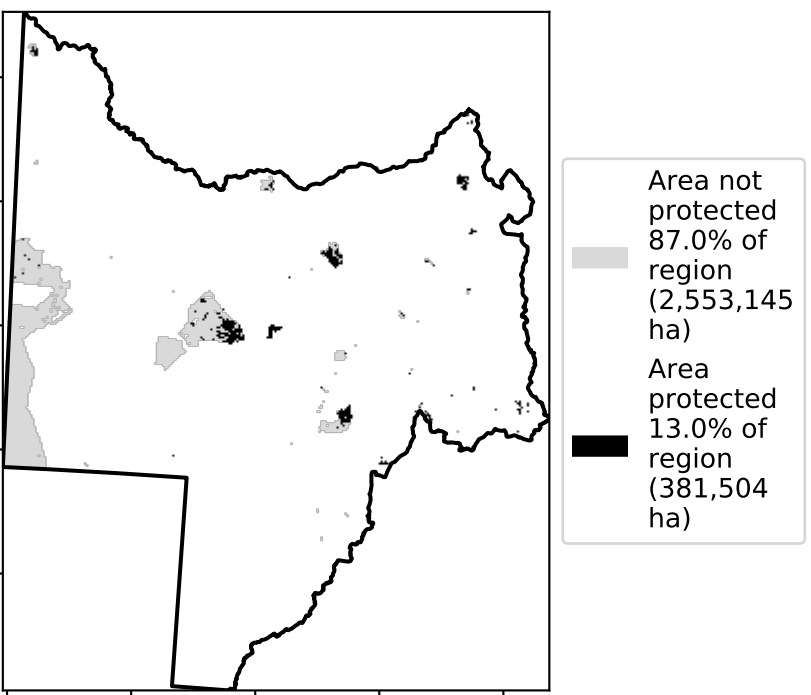 Area not
protected
87.0% of
region
(2,553,145
ha)
Area
protected
13.0% of
region
(381,504
ha)